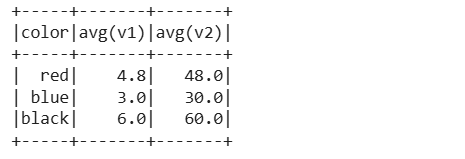 +-----+-------+-------+
|color|avg(v1)|avg(v2)|
+-----+-------+-------+
|  red|    4.8|   48.0|
| blue|    3.0|   30.0|
|black|    6.0|   60.0|
+-----+-------+-------+